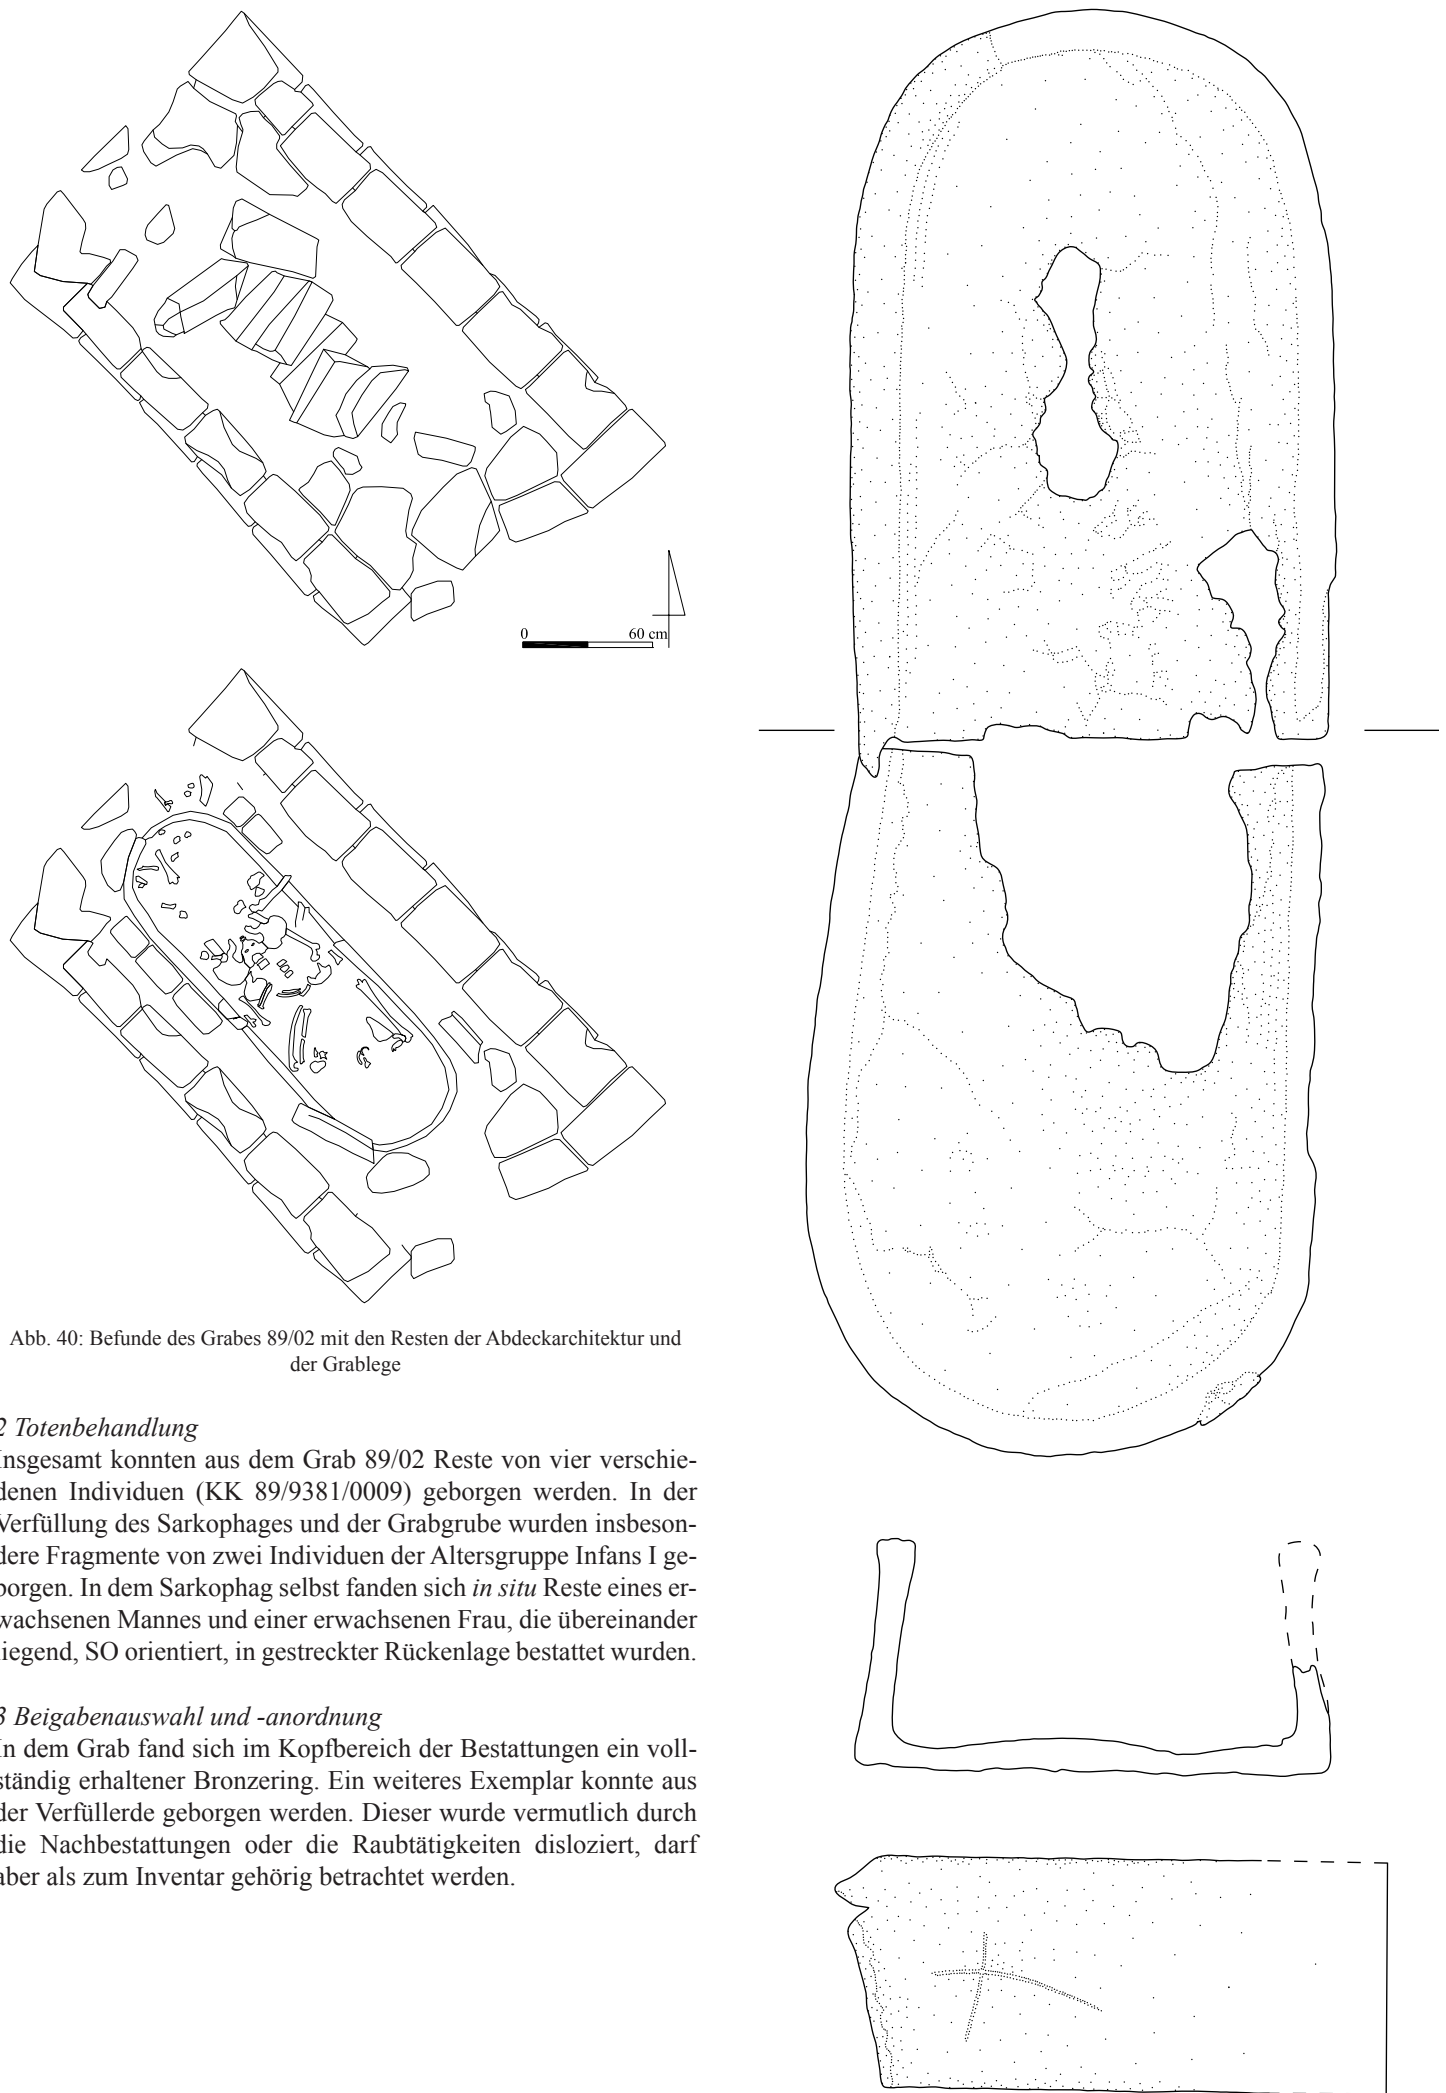 0 60 cm
Abb. 40: Befunde des Grabes 89/02 mit den Resten der Abdeckarchitektur und
der Grablege
2 Totenbehandlung
Insgesamt konnten aus dem Grab 89/02 Reste von vier verschie-
denen Individuen (KK 89/9381/0009) geborgen werden. In der
Verfüllung des Sarkophages und der Grabgrube wurden insbeson-
dere Fragmente von zwei Individuen der Altersgruppe Infans I ge-
borgen. In dem Sarkophag selbst fanden sich in situ Reste eines er-
wachsenen Mannes und einer erwachsenen Frau, die übereinander
liegend, SO orientiert, in gestreckter Rückenlage bestattet wurden.
3 Beigabenauswahl und -anordnung
In dem Grab fand sich im Kopfbereich der Bestattungen ein voll-
ständig erhaltener Bronzering. Ein weiteres Exemplar konnte aus
der Verfüllerde geborgen werden. Dieser wurde vermutlich durch
die Nachbestattungen oder die Raubtätigkeiten disloziert, darf
aber als zum Inventar gehörig betrachtet werden.